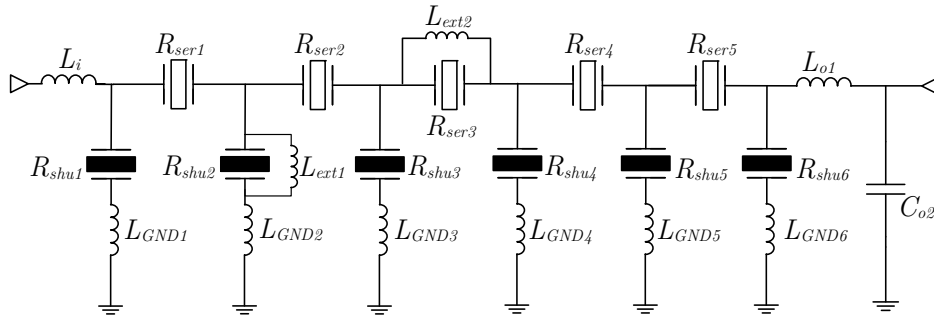 L_ext2
R_ser1 R_ser2 R_ser4 R_ser5
L_i L_o1
R_ser3
R_shu1 R_shu2 L_ext1 R_shu3 R_shu4 R_shu5 R_shu6
C_o2
L_GND1 L_GND2 L_GND3 L_GND4 L_GND5 L_GND6